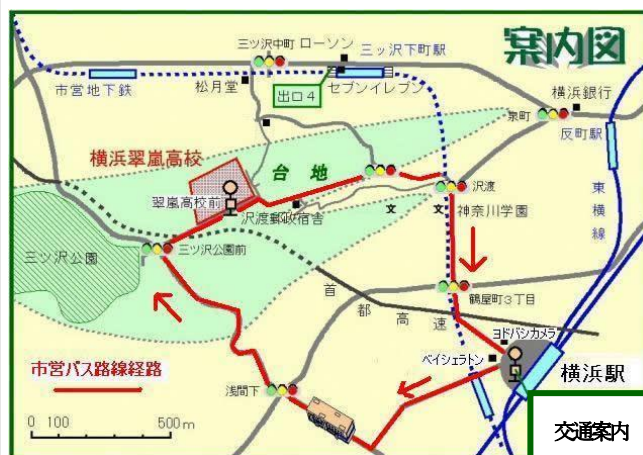 案内図
三ツ沢中町
ローソン
三ッ沢下町駅
市営地下鉄
松月堂
出口4
セブンイレブン
横浜銀行
泉町
反町駅
東横線
横浜翠嵐高校
台地
翠嵐高校前
沢渡
沢渡郵政宿舎
文
文
神奈川学園
三ツ沢公園
三ツ沢公園前
首都高速
鶴屋町3丁目
ヨドバシカメラ
ベイシェラトン
横浜駅
市営バス路線経路
浅間下
0 100 500m
交通案内